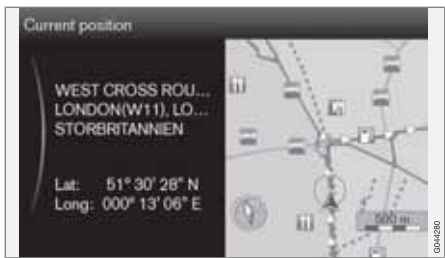 Current position
WEST CROSS ROU...
LONDON(W11), LO...
STORBRITANNIEN
Lat: 51° 30' 28" N
Long: 000° 13' 06" E
500 m
G044280